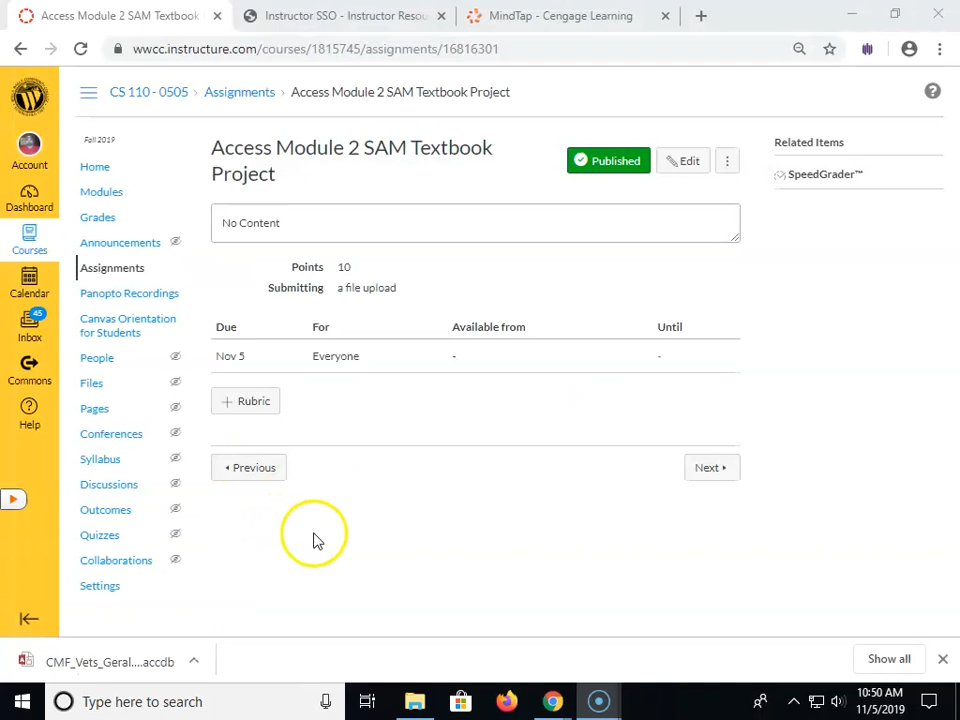 Access Module 2 SAM Textbook
Instructor SSO - Instructor Resou
MindTap - Cengage Learning
wwcc.instructure.com/courses/1815745/assignments/16816301
CS 110 - 0505 › Assignments › Access Module 2 SAM Textbook Project
Account
Dashboard
Courses
Calendar
45
Inbox
Commons
Help
Fall 2019
Home
Modules
Grades
Announcements
Assignments
Panopto Recordings
Canvas Orientation
for Students
People
Files
Pages
Conferences
Syllabus
Discussions
Outcomes
Quizzes
Collaborations
Settings
Access Module 2 SAM Textbook
Project
Published
Edit
No Content
Points 10
Submitting a file upload
Due For Available from Until
Nov 5 Everyone - -
+ Rubric
Previous
Next
Related Items
SpeedGrader™
CMF_Vets_Geral....accdb
Show all
Type here to search
10:50 AM
11/5/2019